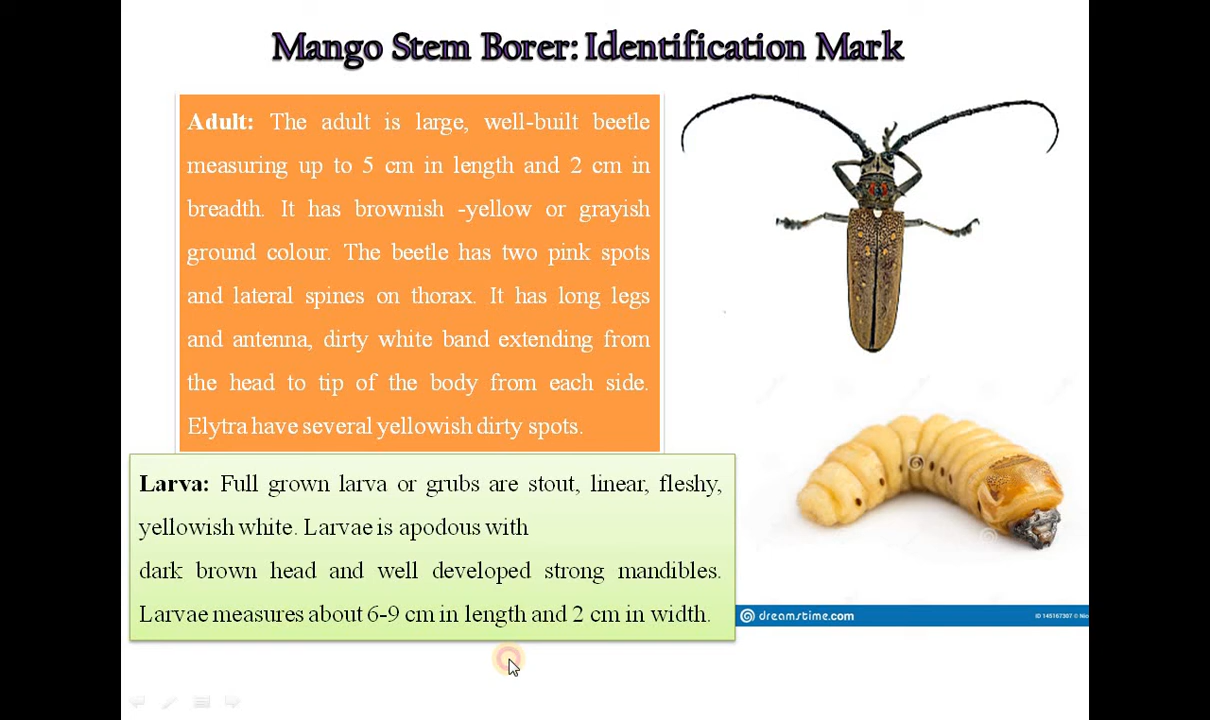 Mango Stem Borer: Identification Mark
Adult: The adult is large, well-built beetle
measuring up to 5 cm in length and 2 cm in
breadth. It has brownish -yellow or grayish
ground colour. The beetle has two pink spots
and lateral spines on thorax. It has long legs
and antenna, dirty white band extending from
the head to tip of the body from each side.
Elytra have several yellowish dirty spots.
Larva: Full grown larva or grubs are stout, linear, fleshy,
yellowish white. Larvae is apodous with
dark brown head and well developed strong mandibles.
Larvae measures about 6-9 cm in length and 2 cm in width.
dreamstime.com